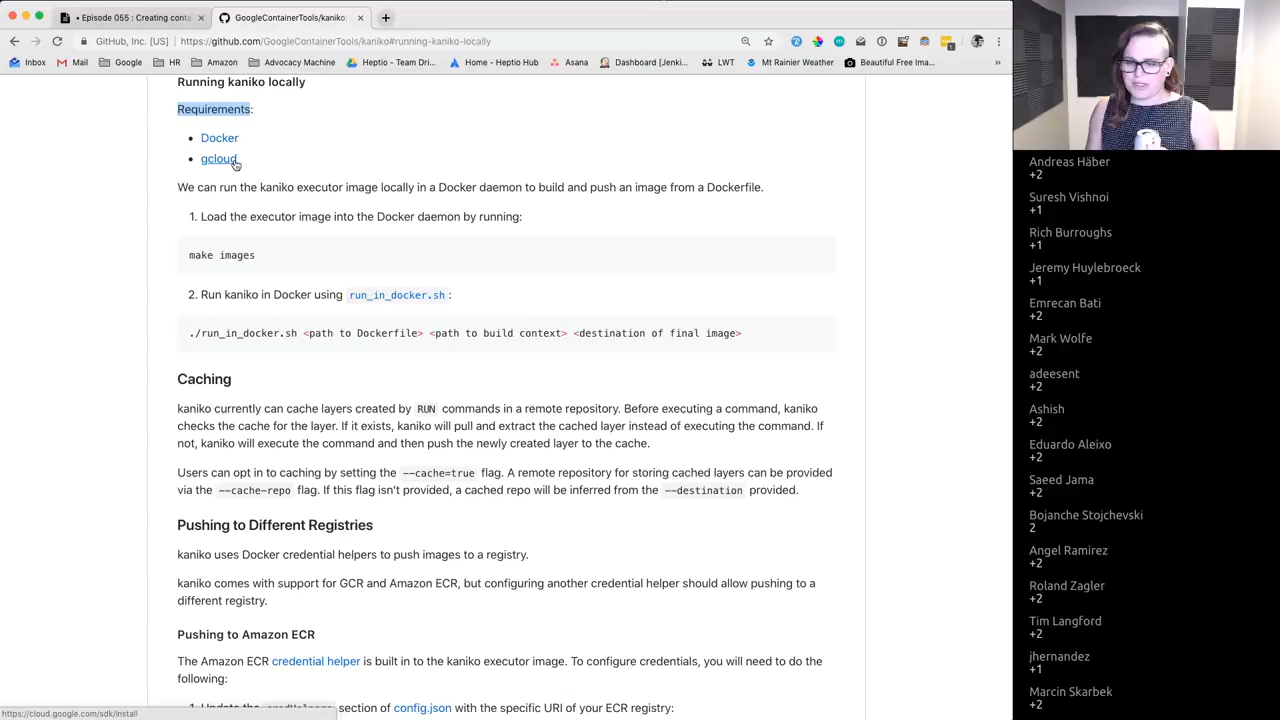 • Episode 055 : Creating conta
GoogleContainerTools/kaniko:
GitHub, Inc. [US] | https://github.com/GoogleContainerTools/kaniko#running-kaniko-locally
Inbox Mail Google HR Amazon Advocacy Machine Heptio - Team Dri... Home - Heptio Hub Asana Dashboard [Jenki... LWT Mt Rainier Weather Beautiful Free Ima... »
Running kaniko locally
Requirements:
• Docker
• gcloud
We can run the kaniko executor image locally in a Docker daemon to build and push an image from a Dockerfile.
1. Load the executor image into the Docker daemon by running:
make images
2. Run kaniko in Docker using run_in_docker.sh :
./run_in_docker.sh <path to Dockerfile> <path to build context> <destination of final image>
Caching
kaniko currently can cache layers created by RUN commands in a remote repository. Before executing a command, kaniko
checks the cache for the layer. If it exists, kaniko will pull and extract the cached layer instead of executing the command. If
not, kaniko will execute the command and then push the newly created layer to the cache.
Users can opt in to caching by setting the --cache=true flag. A remote repository for storing cached layers can be provided
via the --cache-repo flag. If this flag isn't provided, a cached repo will be inferred from the --destination provided.
Pushing to Different Registries
kaniko uses Docker credential helpers to push images to a registry.
kaniko comes with support for GCR and Amazon ECR, but configuring another credential helper should allow pushing to a
different registry.
Pushing to Amazon ECR
The Amazon ECR credential helper is built in to the kaniko executor image. To configure credentials, you will need to do the
following:
section of config.json with the specific URI of your ECR registry:
https://cloud.google.com/sdk/install
Andreas Häber
+2
Suresh Vishnoi
+1
Rich Burroughs
+1
Jeremy Huylebroeck
+1
Emrecan Bati
+2
Mark Wolfe
+2
adeesent
+2
Ashish
+2
Eduardo Aleixo
+2
Saeed Jama
+2
Bojanche Stojchevski
2
Angel Ramirez
+2
Roland Zagler
+2
Tim Langford
+2
jhernandez
+1
Marcin Skarbek
+2